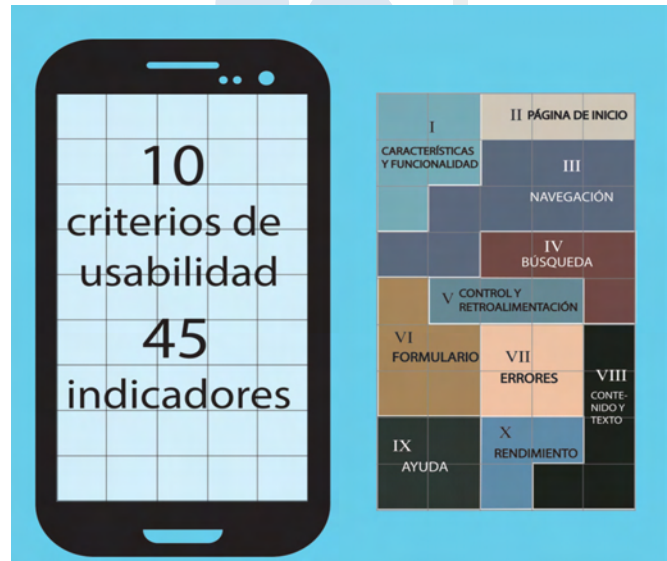 10
criterios de
usabilidad
45
indicadores
I
CARACTERÍSTICAS
Y FUNCIONALIDAD
II PÁGINA DE INICIO
III
NAVEGACIÓN
IV
BÚSQUEDA
V CONTROL Y
RETROALIMENTACIÓN
VI
FORMULARIO
VII
ERRORES
VIII
CONTE-
NIDO Y
TEXTO
IX
AYUDA
X
RENDIMIENTO